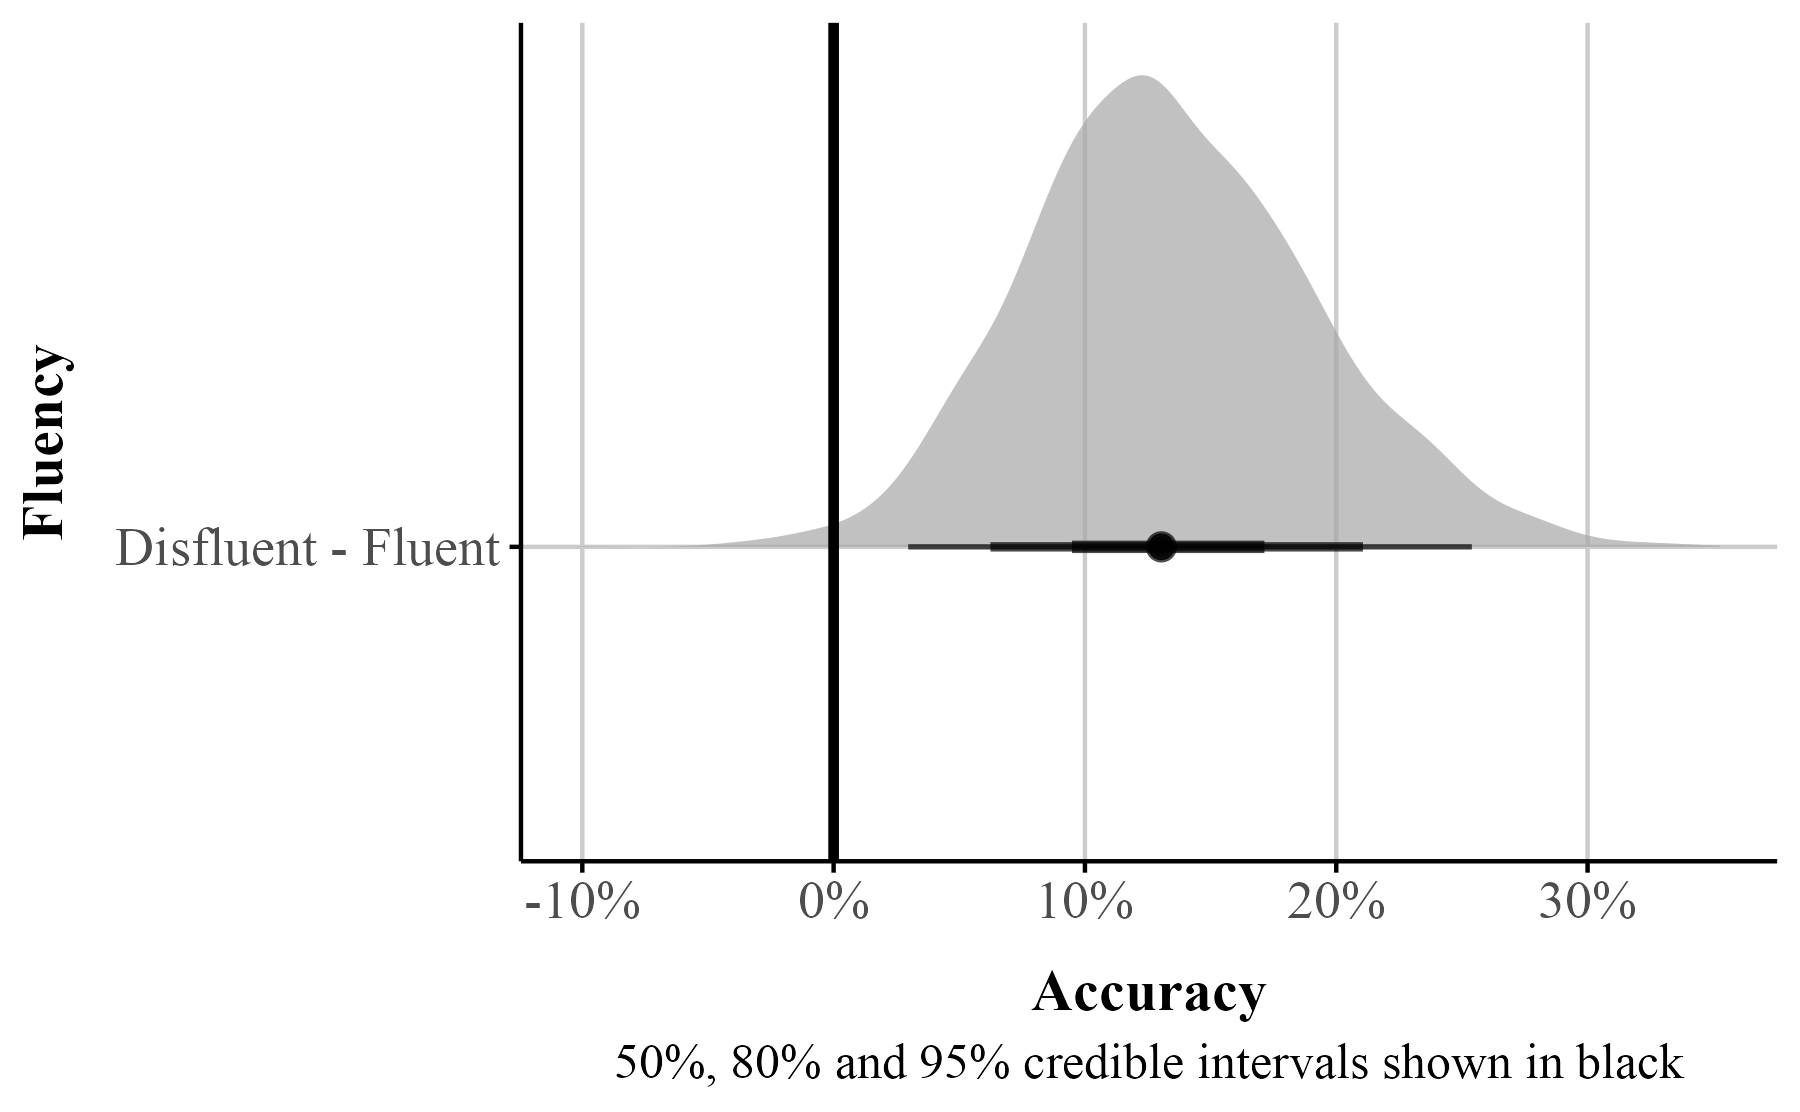 Fluency
Disfluent - Fluent
-10% 0% 10% 20% 30%
Accuracy
50%, 80% and 95% credible intervals shown in black